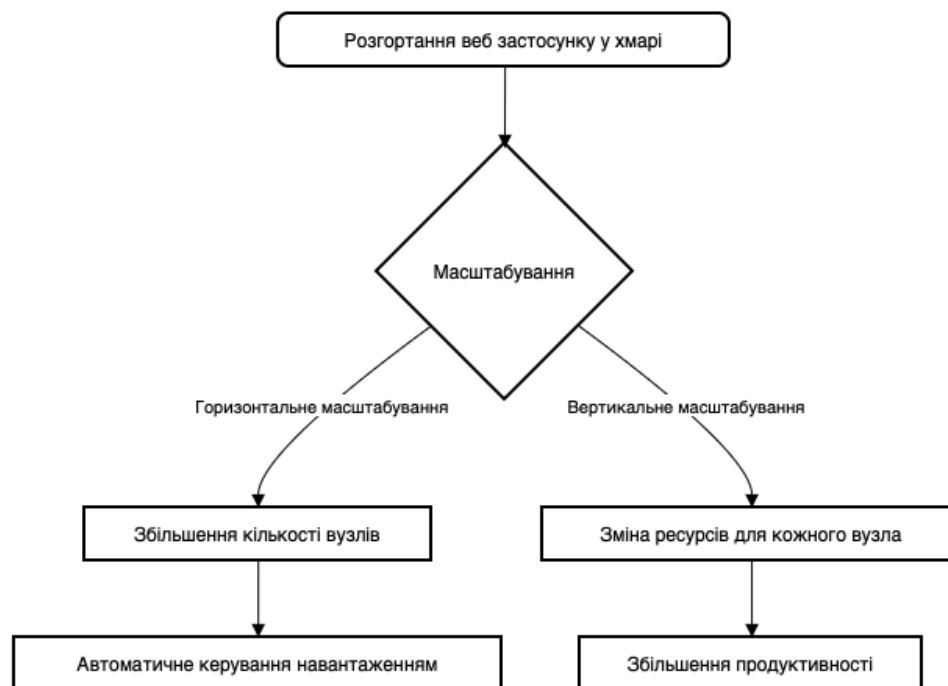 Розгортання веб застосунку у хмарі
Масштабування
Горизонтальне масштабування
Вертикальне масштабування
Збільшення кількості вузлів
Зміна ресурсів для кожного вузла
Автоматичне керування навантаженням
Збільшення продуктивності